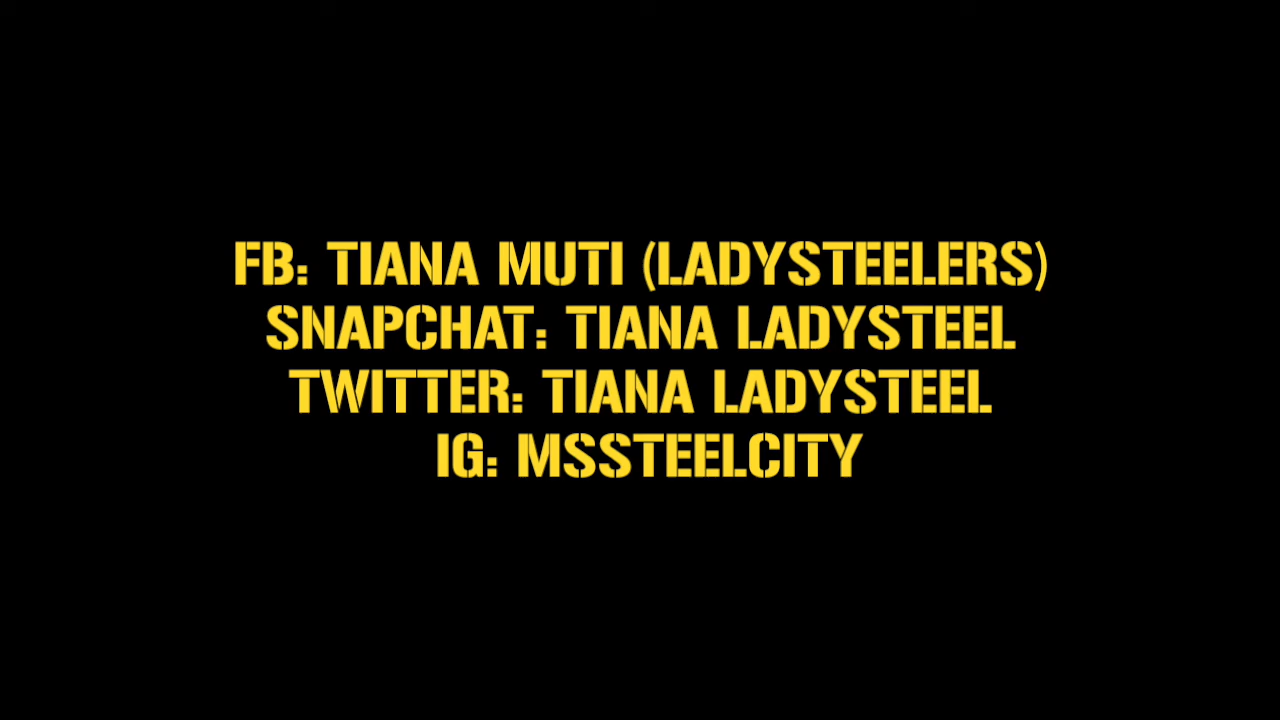 FB: TIANA MUTI (LADYSTEELERS)
SNAPCHAT: TIANA LADYSTEEL
TWITTER: TIANA LADYSTEEL
IG: MSSTEELCITY